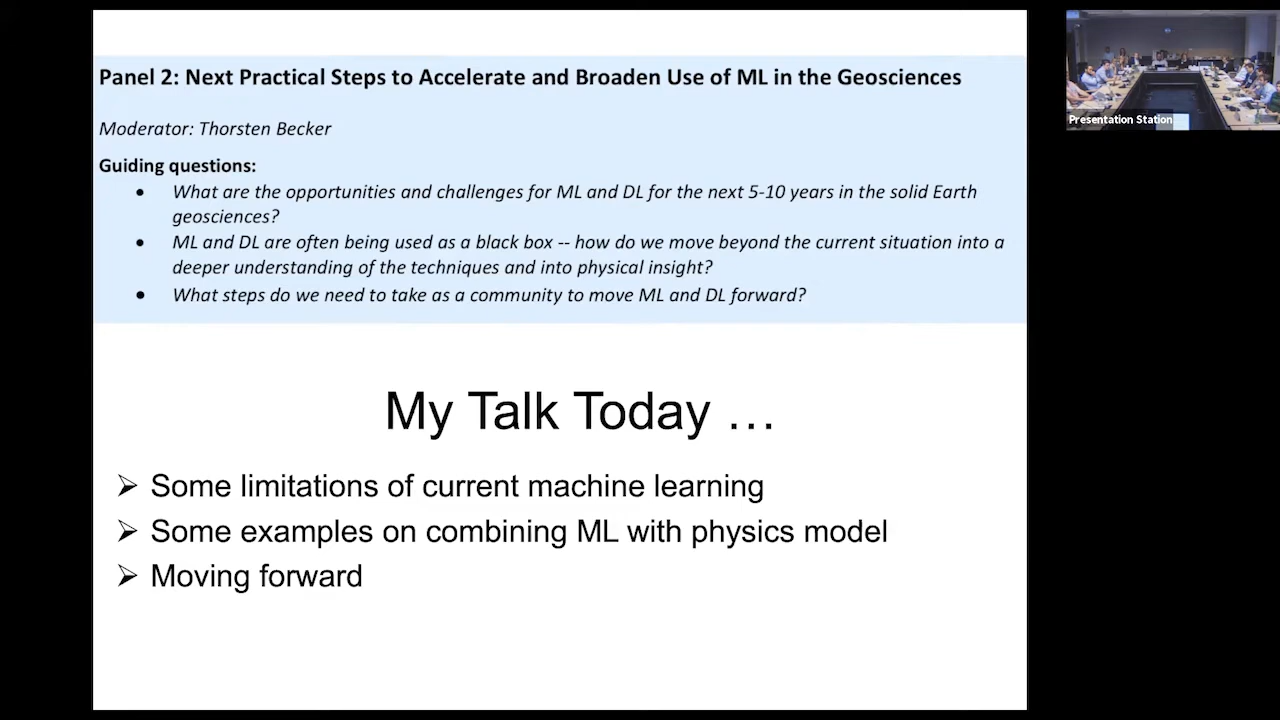 Panel 2: Next Practical Steps to Accelerate and Broaden Use of ML in the Geosciences
Moderator: Thorsten Becker
Guiding questions:
• What are the opportunities and challenges for ML and DL for the next 5-10 years in the solid Earth
geosciences?
• ML and DL are often being used as a black box -- how do we move beyond the current situation into a
deeper understanding of the techniques and into physical insight?
• What steps do we need to take as a community to move ML and DL forward?
My Talk Today …
➢ Some limitations of current machine learning
➢ Some examples on combining ML with physics model
➢ Moving forward
Presentation Station